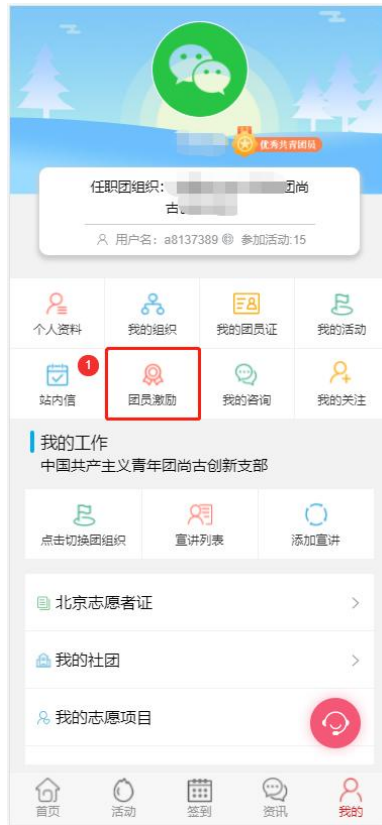 优秀共青团员
任职团组织：
团尚
古
用户名：a8137389 参加活动:15
个人资料 我的组织 我的团员证 我的活动
1
站内信 团员激励 我的咨询 我的关注
我的工作
中国共产主义青年团尚古创新支部
点击切换团组织 宣讲列表 添加宣讲
北京志愿者证
我的社团
我的志愿项目
首页 活动 签到 资讯 我的